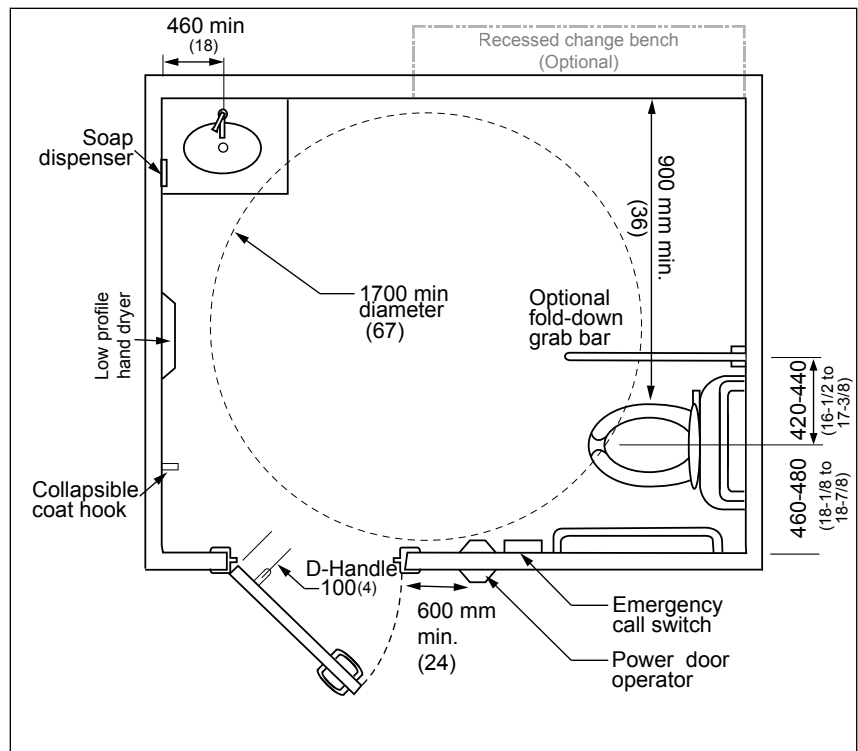 460 min
(18)
Recessed change bench
(Optional)
Soap
dispenser
900 mm min.
(36)
1700 min
diameter
(67)
Optional
fold-down
grab bar
Low profile
hand dryer
420-440
(16-1/2 to
17-3/8)
460-480
(18-1/8 to
18-7/8)
Collapsible
coat hook
D-Handle
100(4)
600 mm
min.
(24)
Emergency
call switch
Power door
operator